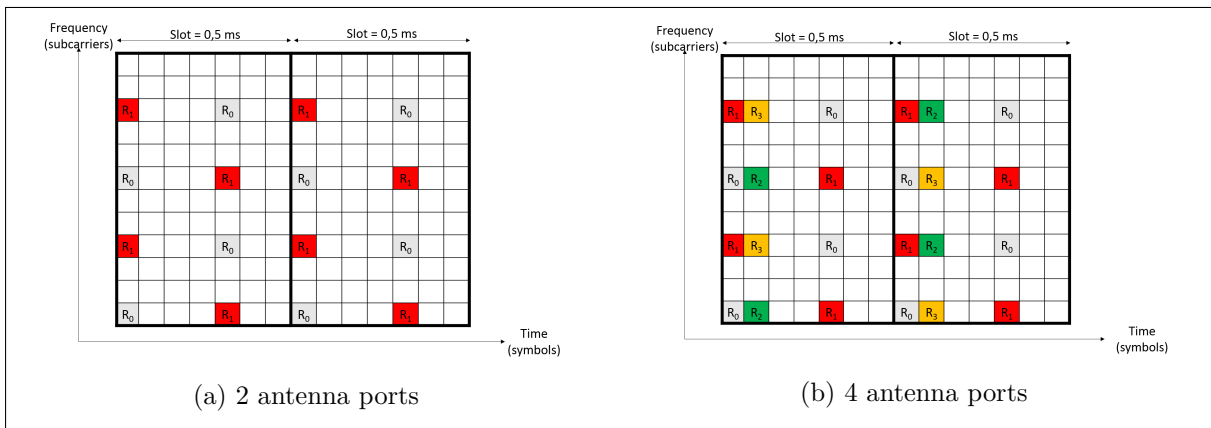 Frequency
(subcarriers)
Slot = 0,5 ms
Slot = 0,5 ms
R₁ R₀ R₁ R₀
R₀ R₁ R₀ R₁
R₁ R₀ R₁ R₀
R₀ R₁ R₀ R₁
Time
(symbols)
(a) 2 antenna ports
Frequency
(subcarriers)
Slot = 0,5 ms
Slot = 0,5 ms
R₁ R₃ R₀ R₁ R₂ R₀
R₀ R₂ R₁ R₀ R₃ R₁
R₁ R₃ R₀ R₁ R₂ R₀
R₀ R₂ R₁ R₀ R₃ R₁
Time
(symbols)
(b) 4 antenna ports